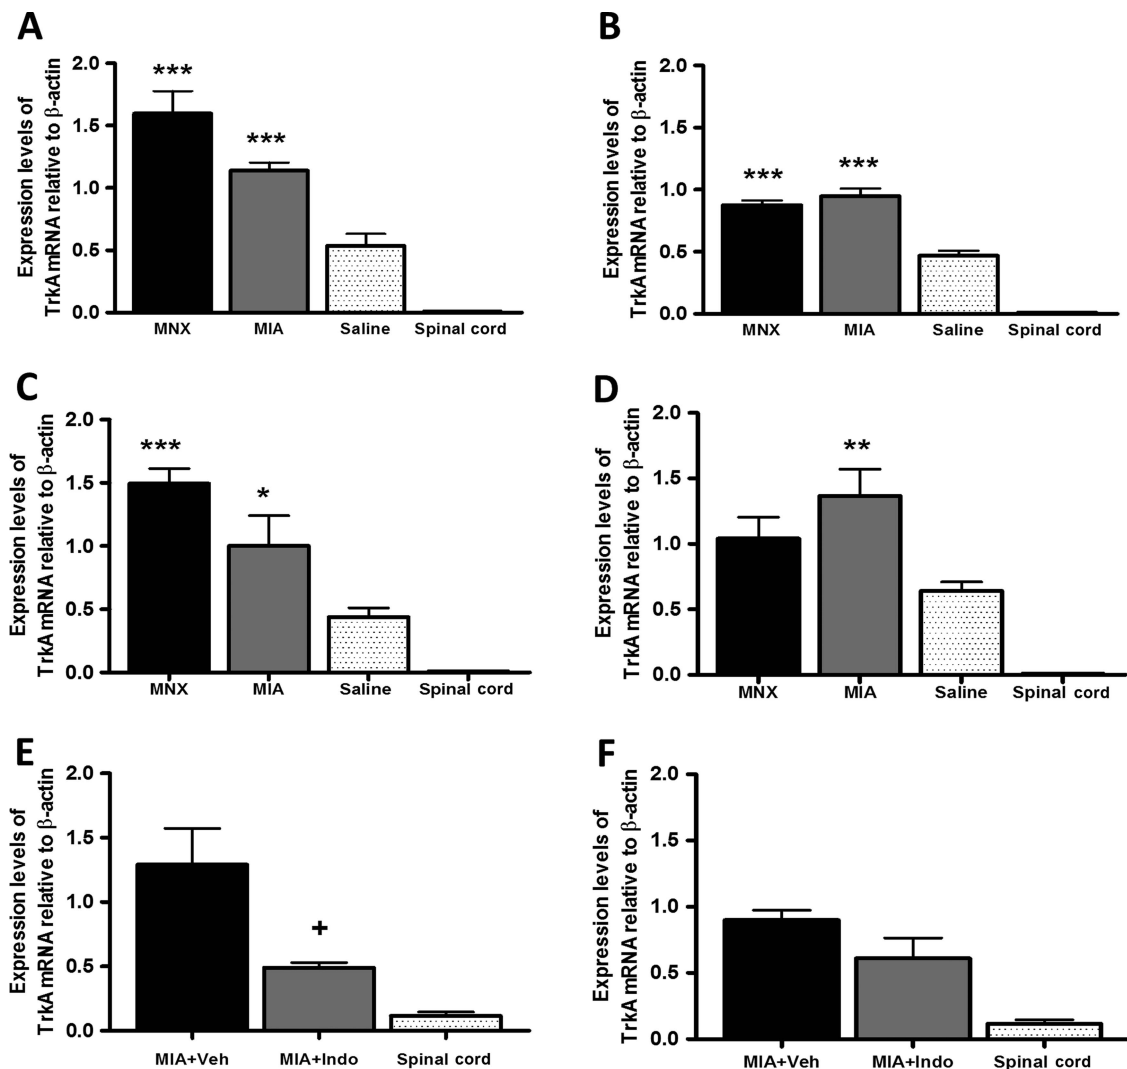 A
Expression levels of
TrkA mRNA relative to β-actin
2.0
1.5
1.0
0.5
0.0
***
***
MNX
MIA
Saline
Spinal cord
B
Expression levels of
TrkA mRNA relative to β-actin
2.0
1.5
1.0
0.5
0.0
***
***
MNX
MIA
Saline
Spinal cord
C
Expression levels of
TrkA mRNA relative to β-actin
2.0
1.5
1.0
0.5
0.0
***
*
MNX
MIA
Saline
Spinal cord
D
Expression levels of
TrkA mRNA relative to β-actin
2.0
1.5
1.0
0.5
0.0
**
MNX
MIA
Saline
Spinal cord
E
Expression levels of
TrkA mRNA relative to β-actin
2.0
1.5
1.0
0.5
0.0
+
MIA+Veh
MIA+Indo
Spinal cord
F
Expression levels of
TrkA mRNA relative to β-actin
2.0
1.5
1.0
0.5
0.0
MIA+Veh
MIA+Indo
Spinal cord